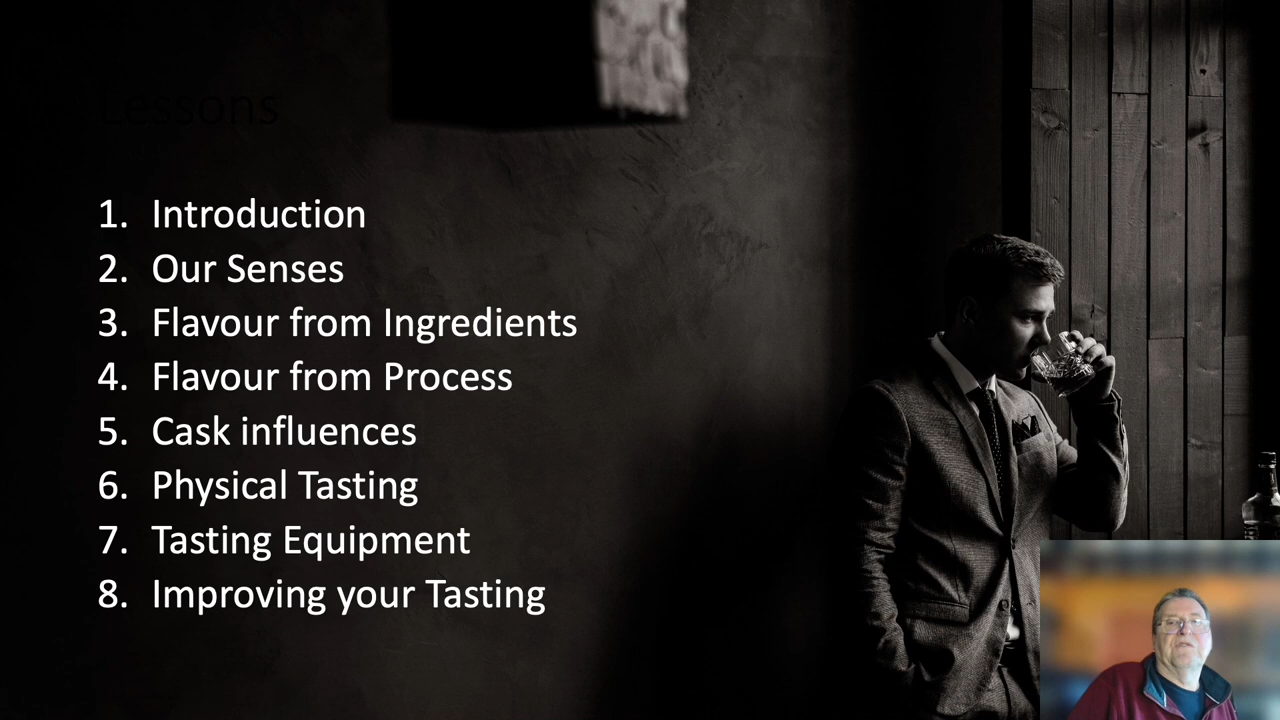 Lessons
1. Introduction
2. Our Senses
3. Flavour from Ingredients
4. Flavour from Process
5. Cask influences
6. Physical Tasting
7. Tasting Equipment
8. Improving your Tasting